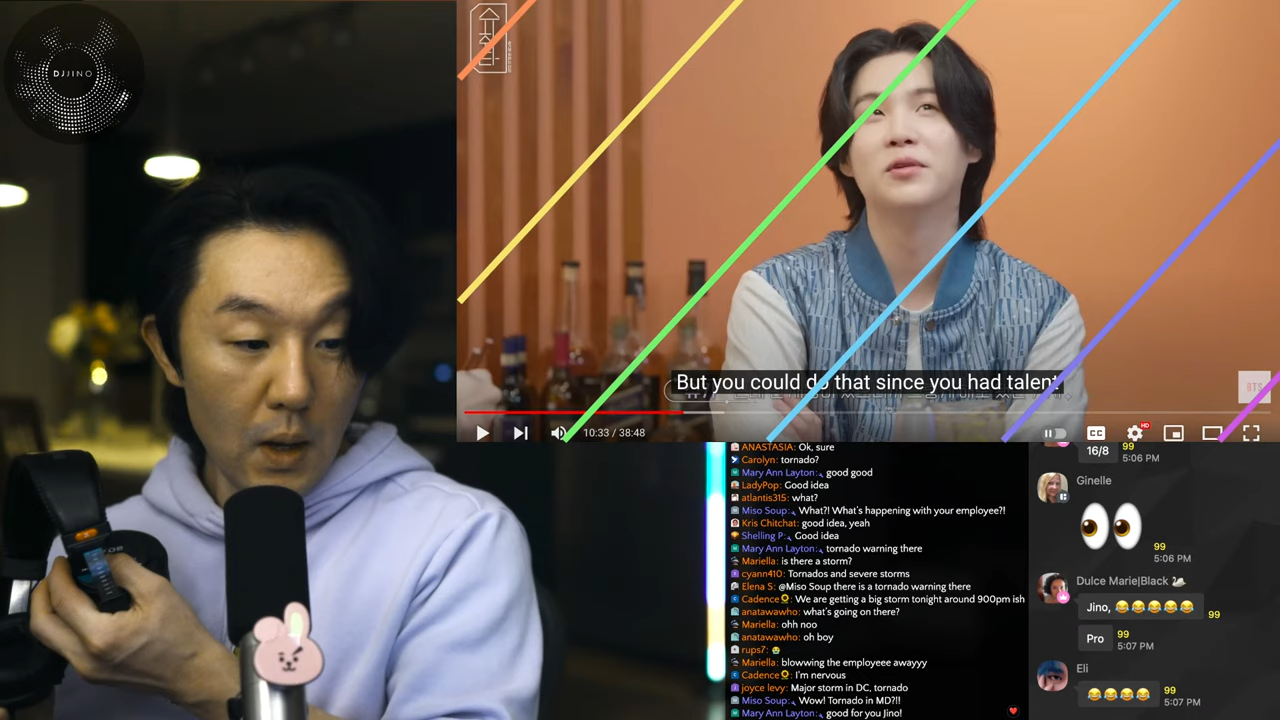 DJJINO
슈취타
But you could do that since you had talent
BTS
10:33 / 38:48
CC
HD
ANASTASIA: Ok, sure
Carolyn: tornado?
Mary Ann Layton: good good
LadyPop: Good idea
atlantis315: what?
Miso Soup: What?! What's happening with your employee?!
Kris Chitchat: good idea, yeah
Shelling P: Good idea
Mary Ann Layton: tornado warning there
Mariella: is there a storm?
cyann410: Tornados and severe storms
Elena S: @Miso Soup there is a tornado warning there
Cadence🌻: We are getting a big storm tonight around 900pm ish
anatawawho: what's going on there?
Mariella: ohh noo
anatawawho: oh boy
rups7: 😭
Mariella: blowwing the employeee awayyy
Cadence🌻: I'm nervous
joyce levy: Major storm in DC, tornado
Miso Soup: Wow! Tornado in MD?!!
Mary Ann Layton: good for you Jino!
16/8
99
5:06 PM
Ginelle
👀
99
5:06 PM
Dulce Marie|Black 🦢
Jino, 😂😂😂😂😂
99
Pro
99
5:07 PM
Eli
😂😂😂😂
99
5:07 PM